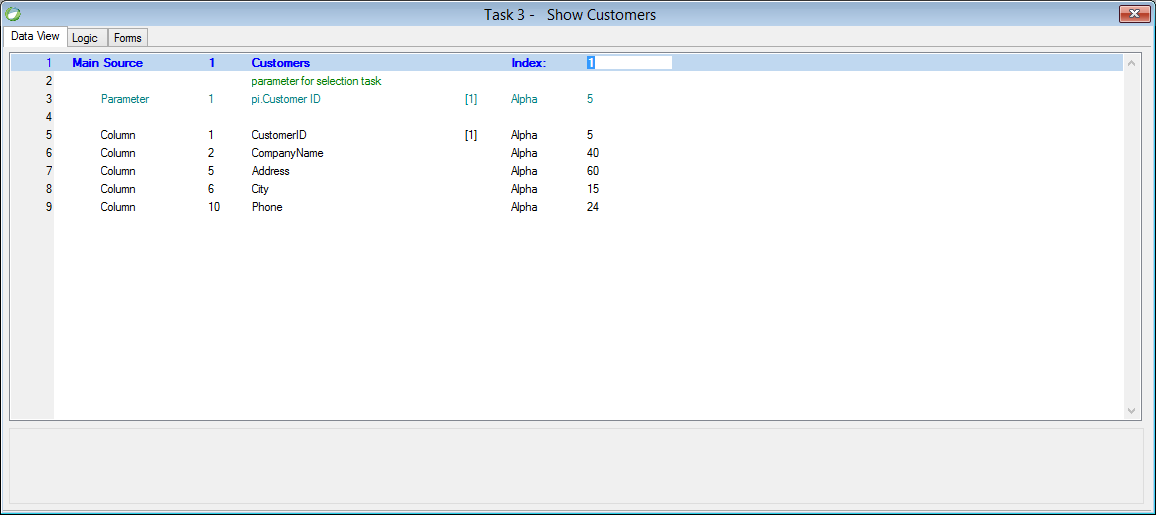 Task 3 -   Show Customers
Data View Logic Forms
1 Main Source 1 Customers Index: 1
2 parameter for selection task
3 Parameter 1 pi.Customer ID [1] Alpha 5
4
5 Column 1 CustomerID [1] Alpha 5
6 Column 2 CompanyName Alpha 40
7 Column 5 Address Alpha 60
8 Column 6 City Alpha 15
9 Column 10 Phone Alpha 24